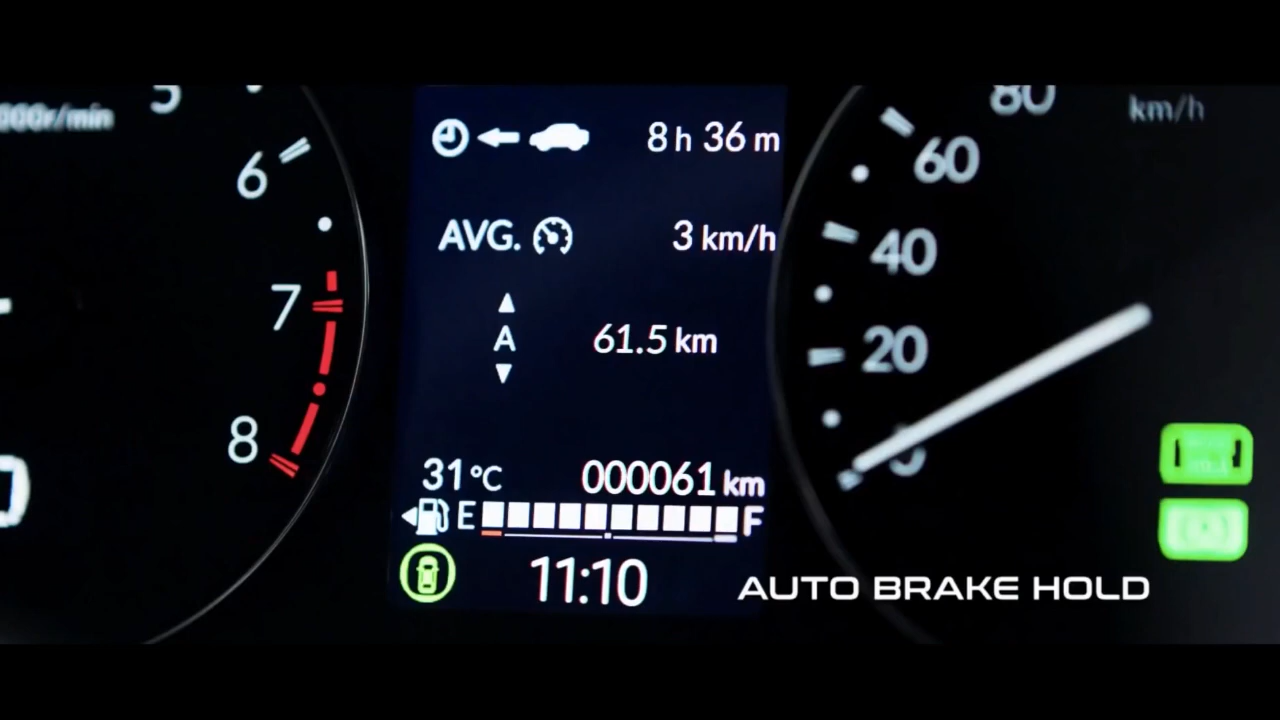 000r/min
5
80
km/h
6
8 h 36 m
60
AVG.
3 km/h
40
7
A
61.5 km
20
8
31 °C
000061 km
E
F
11:10
AUTO BRAKE HOLD